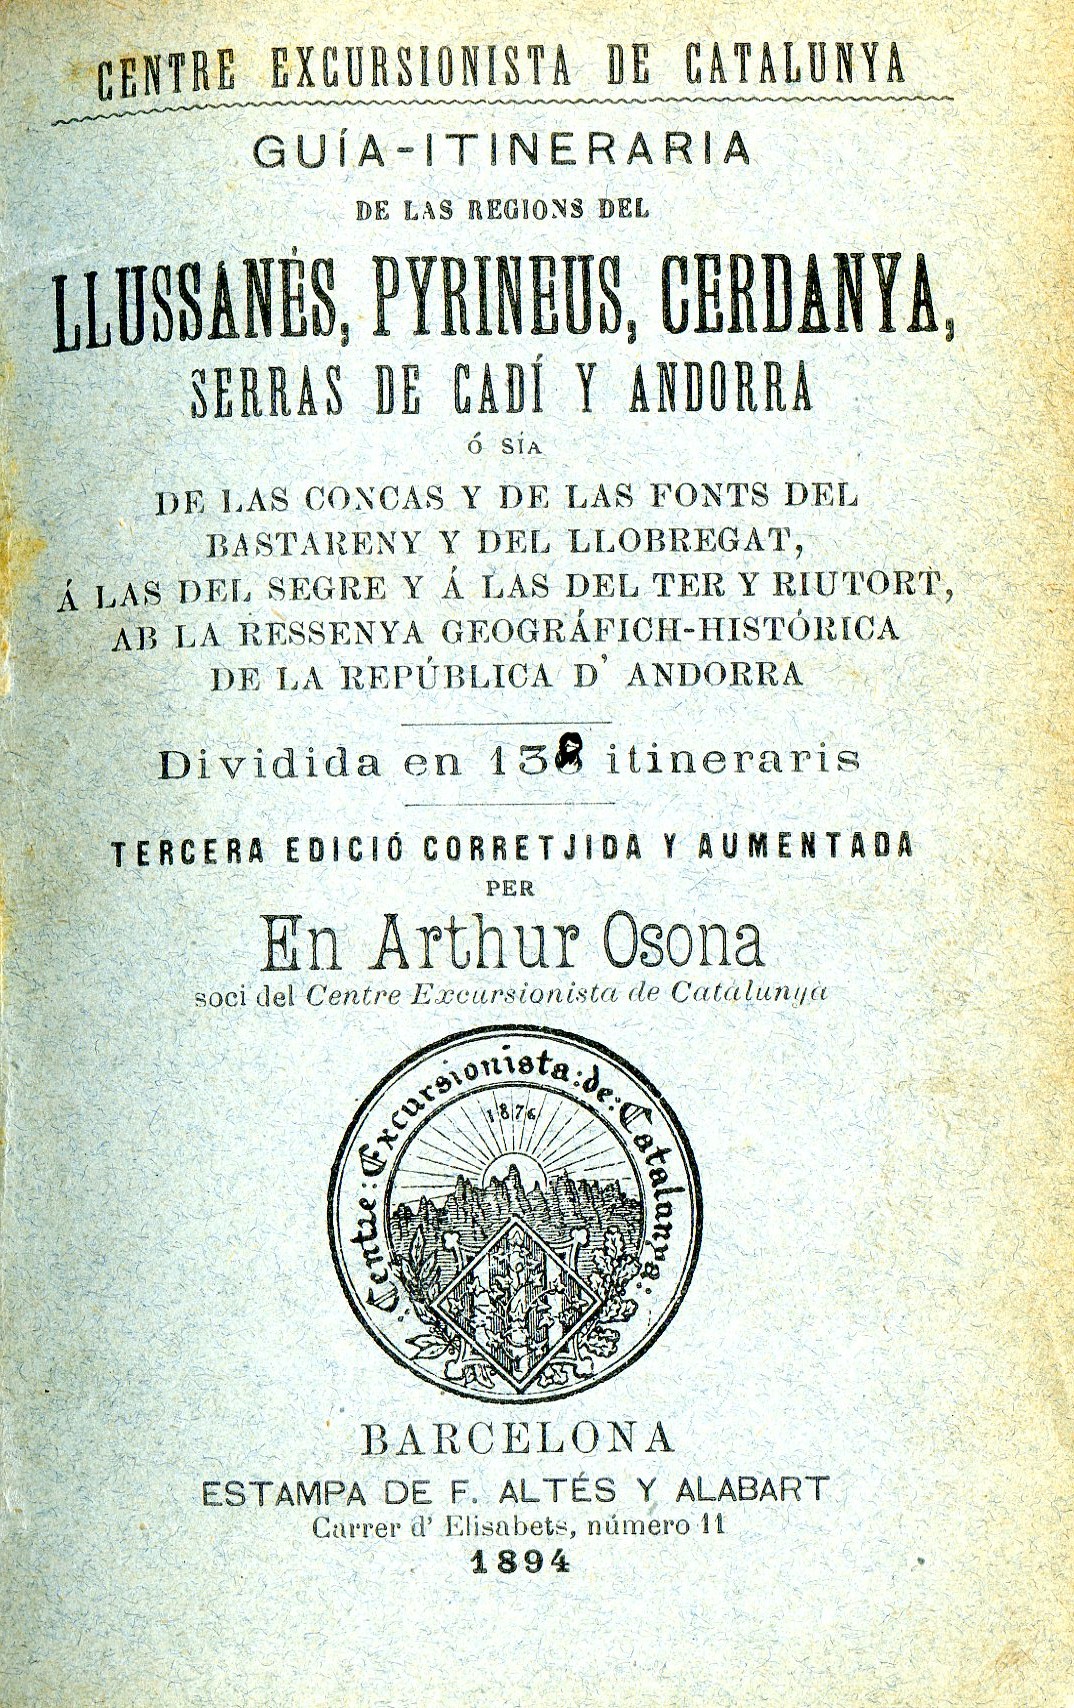 CENTRE EXCURSIONISTA DE CATALUNYA
GUÍA-ITINERARIA
DE LAS REGIONS DEL
LLUSSANÉS, PYRINEUS, CERDANYA,
SERRAS DE CADÍ Y ANDORRA
Ó SÍA
DE LAS CONCAS Y DE LAS FONTS DEL
BASTARENY Y DEL LLOBREGAT,
Á LAS DEL SEGRE Y Á LAS DEL TER Y RIUTORT,
AB LA RESSENYA GEOGRÁFICH-HISTÓRICA
DE LA REPÚBLICA D' ANDORRA
Dividida en itineraris
TERCERA EDICIÓ CORRETJIDA Y AUMENTADA
PER
En Arthur Osona
soci del Centre Excursionista de Catalunya
Centre: Excursionista: de: Catalunya:
1876
BARCELONA
ESTAMPA DE F. ALTÉS Y ALABART
Carrer d' Elisabets, número 11
1894